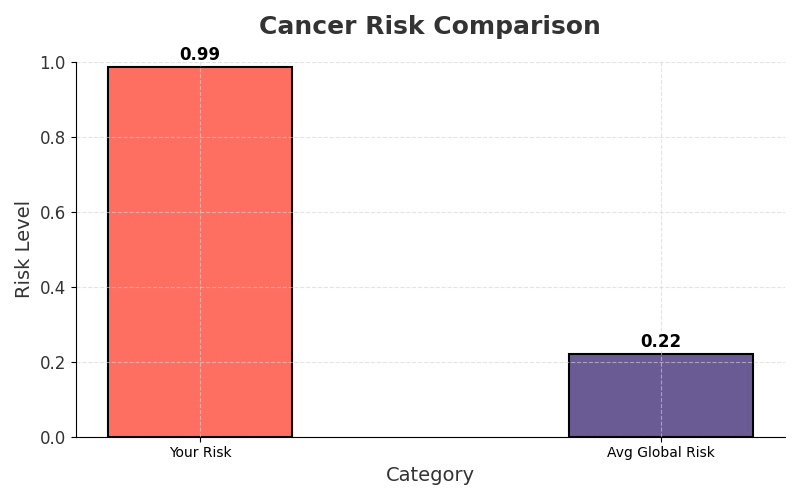 Cancer Risk Comparison
0.99
1.0
0.8
0.6
0.4
0.22
0.2
0.0
Risk Level
Your Risk
Avg Global Risk
Category